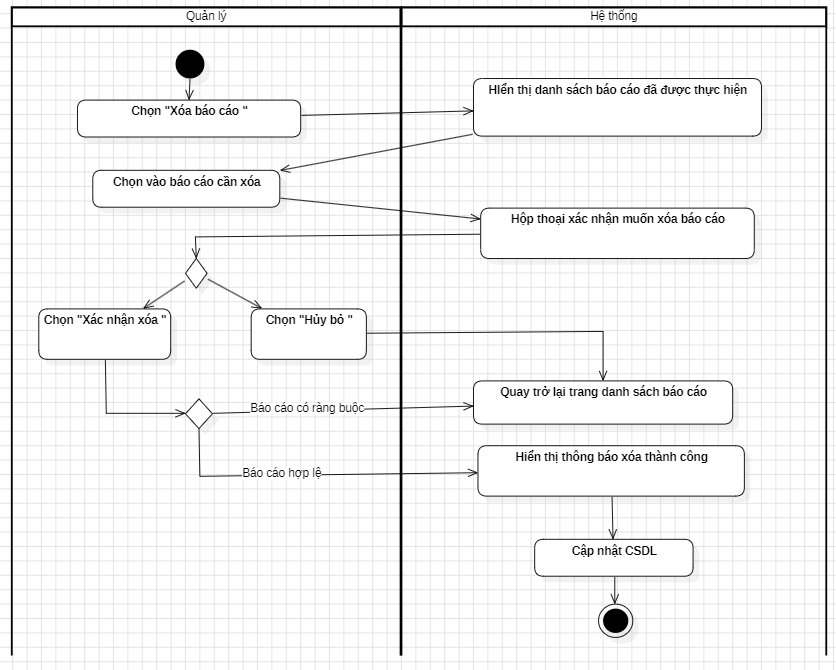 Quản lý
Hệ thống
Chọn "Xóa báo cáo "
HIển thị danh sách báo cáo đã được thực hiện
Chọn vào báo cáo cần xóa
Hộp thoại xác nhận muốn xóa báo cáo
Chọn "Xác nhận xóa "
Chọn "Hủy bỏ "
Quay trở lại trang danh sách báo cáo
Báo cáo có ràng buộc
Hiển thị thông báo xóa thành công
Báo cáo hợp lệ
Cập nhật CSDL